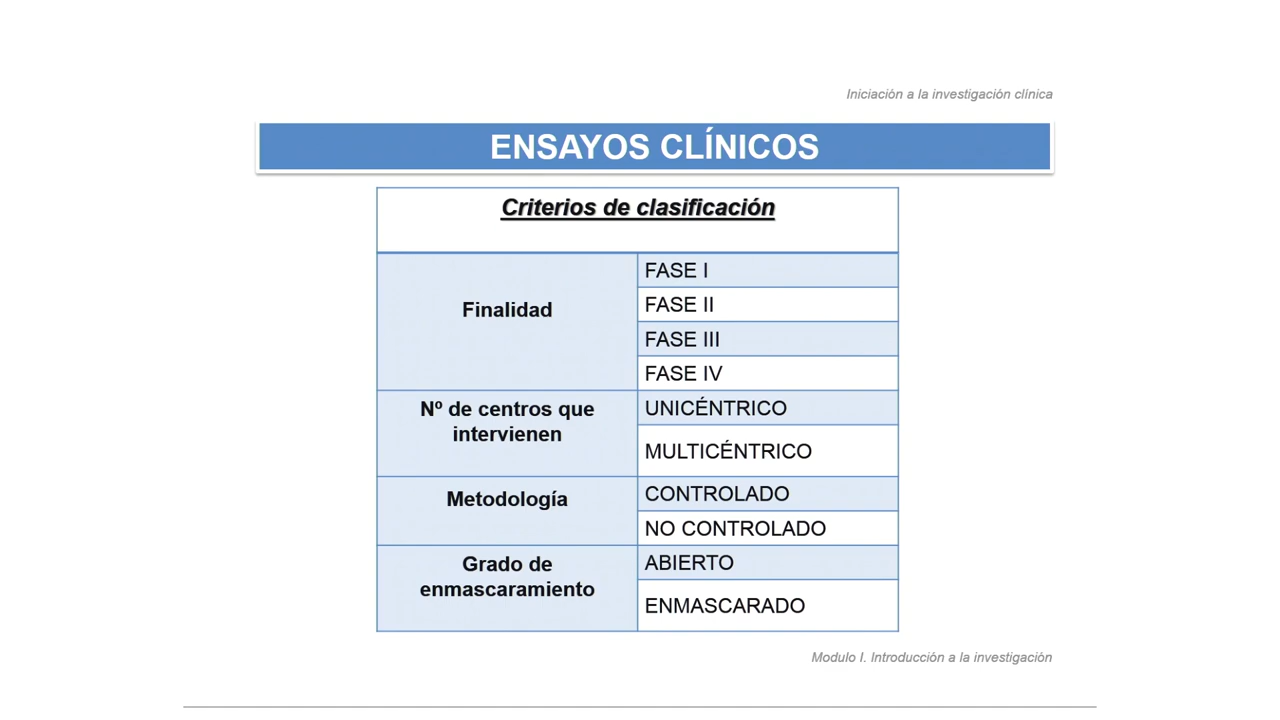 Iniciación a la investigación clínica
ENSAYOS CLÍNICOS
Criterios de clasificación
Finalidad
FASE I
FASE II
FASE III
FASE IV
Nº de centros que
intervienen
UNICÉNTRICO
MULTICÉNTRICO
Metodología
CONTROLADO
NO CONTROLADO
Grado de
enmascaramiento
ABIERTO
ENMASCARADO
Modulo I. Introducción a la investigación